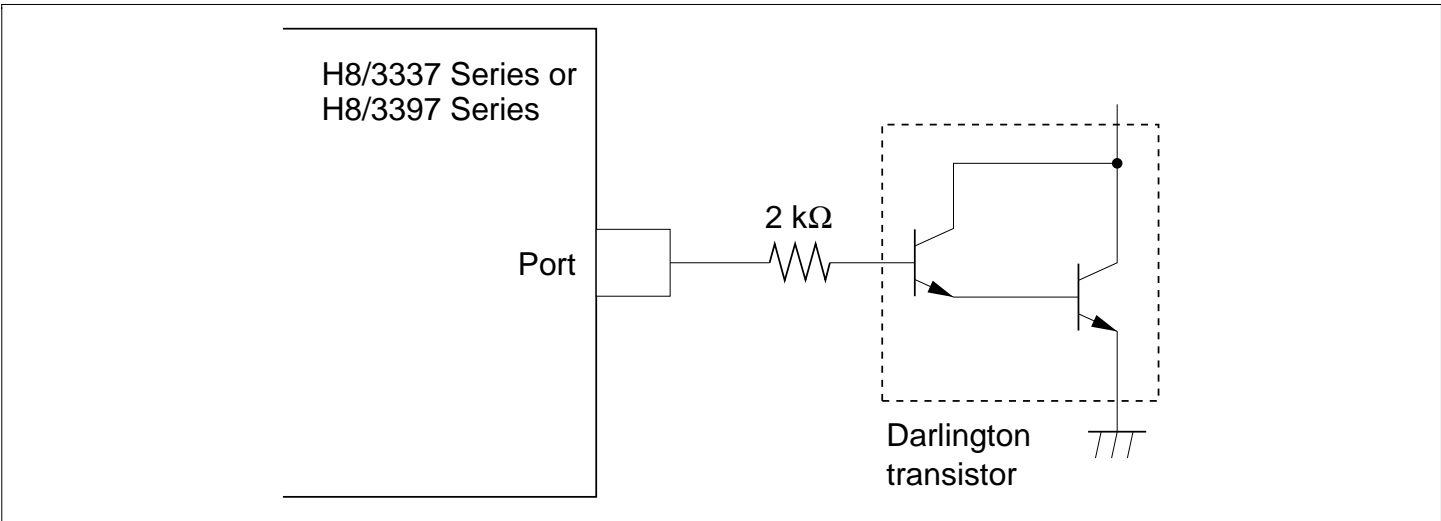 H8/3337 Series or
H8/3397 Series
2 kΩ
Port
Darlington
transistor